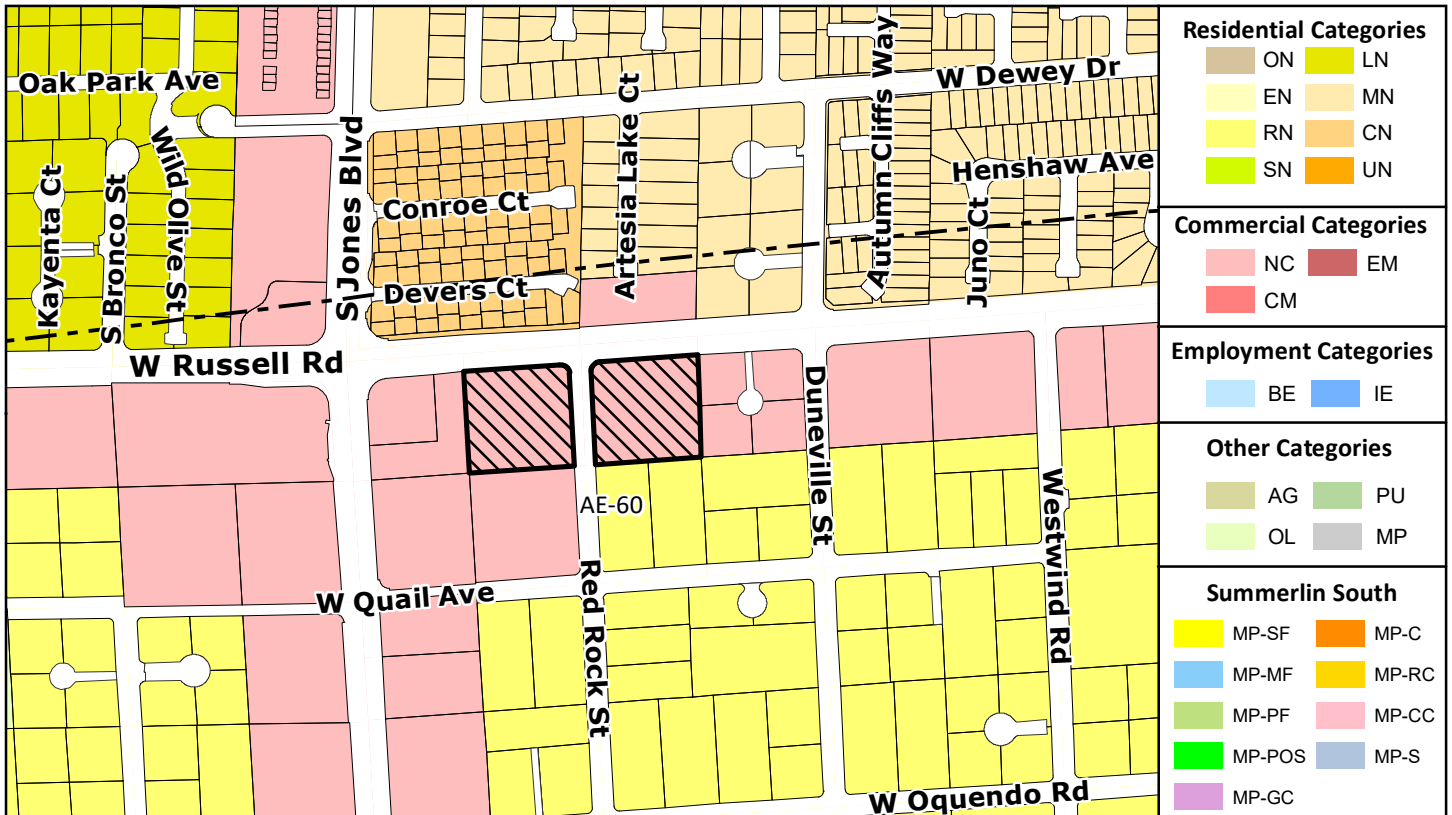 Oak Park Ave
W Dewey Dr
Autumn Cliffs Way
Artesia Lake Ct
S Jones Blvd
Wild Olive St
Kayenta Ct
S Bronco St
Henshaw Ave
Conroe Ct
Juno Ct
Devers Ct
W Russell Rd
Duneville St
AE-60
Westwind Rd
W Quail Ave
Red Rock St
W Oquendo Rd
Residential Categories
ON LN
EN MN
RN CN
SN UN
Commercial Categories
NC EM
CM
Employment Categories
BE IE
Other Categories
AG PU
OL MP
Summerlin South
MP-SF MP-C
MP-MF MP-RC
MP-PF MP-CC
MP-POS MP-S
MP-GC